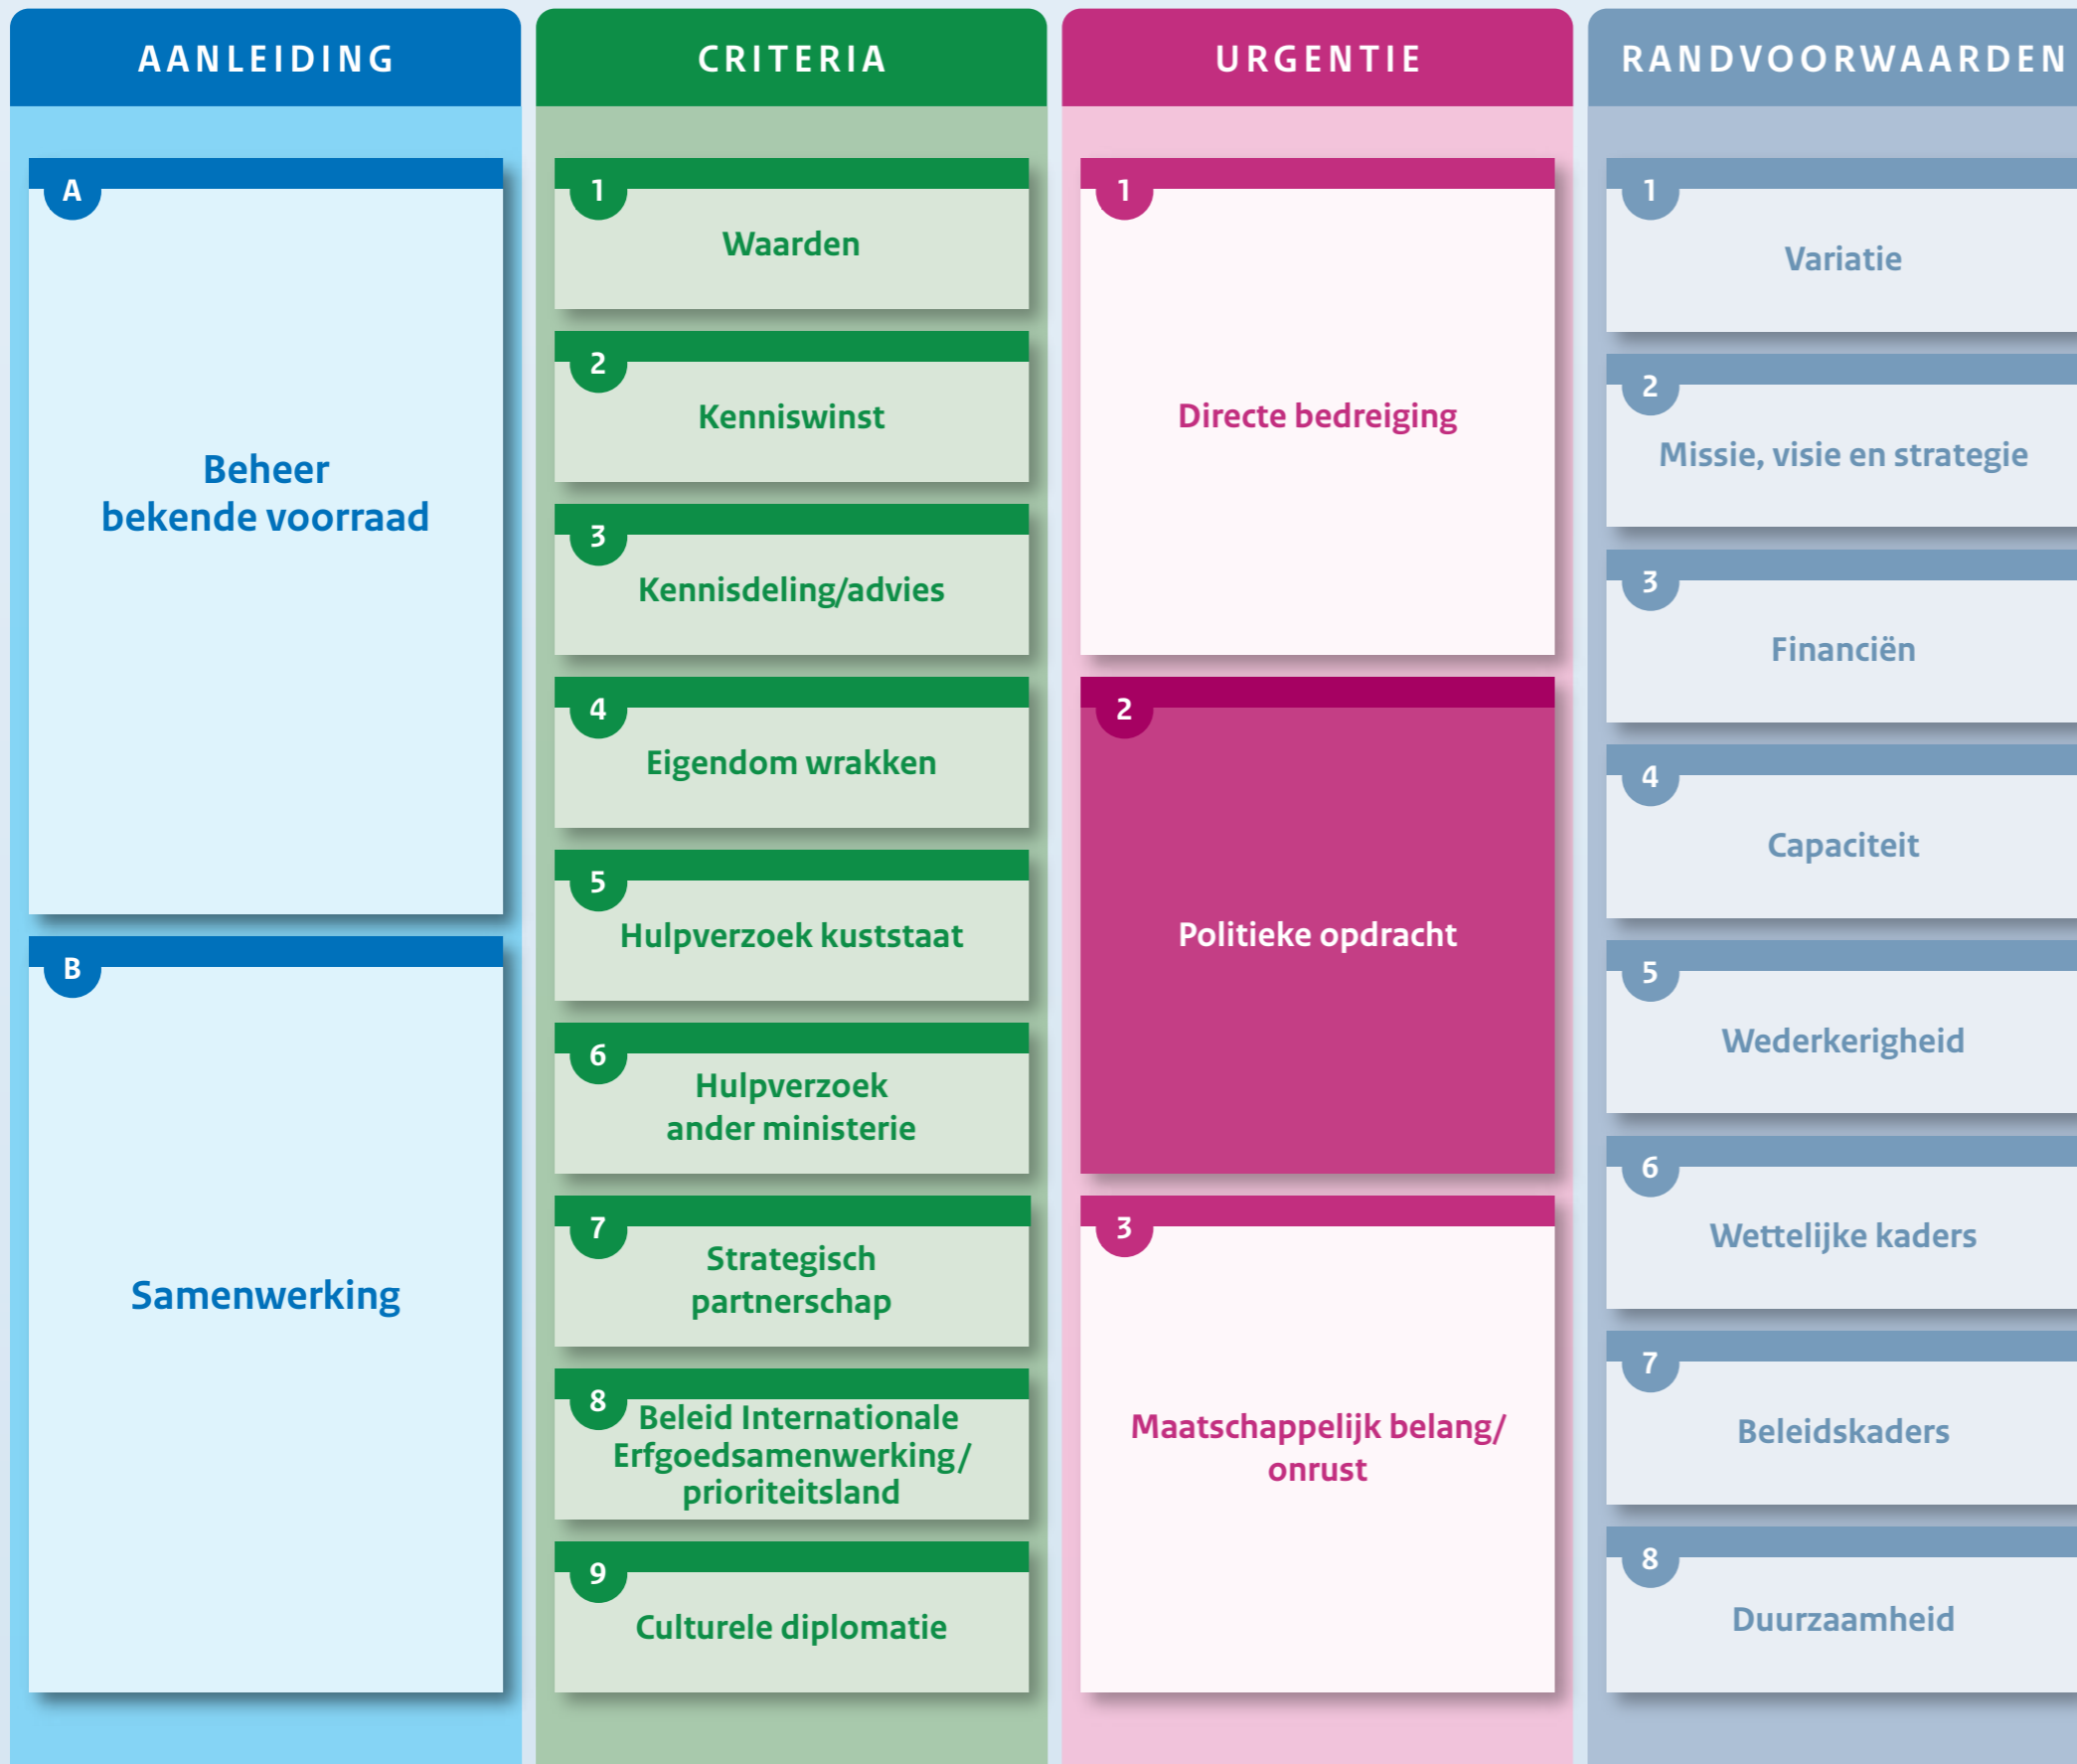 AANLEIDING
A
Beheer
bekende voorraad
B
Samenwerking
CRITERIA
1
Waarden
2
Kenniswinst
3
Kennisdeling/advies
4
Eigendom wrakken
5
Hulpverzoek kuststaat
6
Hulpverzoek
ander ministerie
7
Strategisch
partnerschap
8
Beleid Internationale
Erfgoedsamenwerking/
prioriteitsland
9
Culturele diplomatie
URGENTIE
1
Directe bedreiging
2
Politieke opdracht
3
Maatschappelijk belang/
onrust
RANDVOORWAARDEN
1
Variatie
2
Missie, visie en strategie
3
Financiën
4
Capaciteit
5
Wederkerigheid
6
Wettelijke kaders
7
Beleidskaders
8
Duurzaamheid